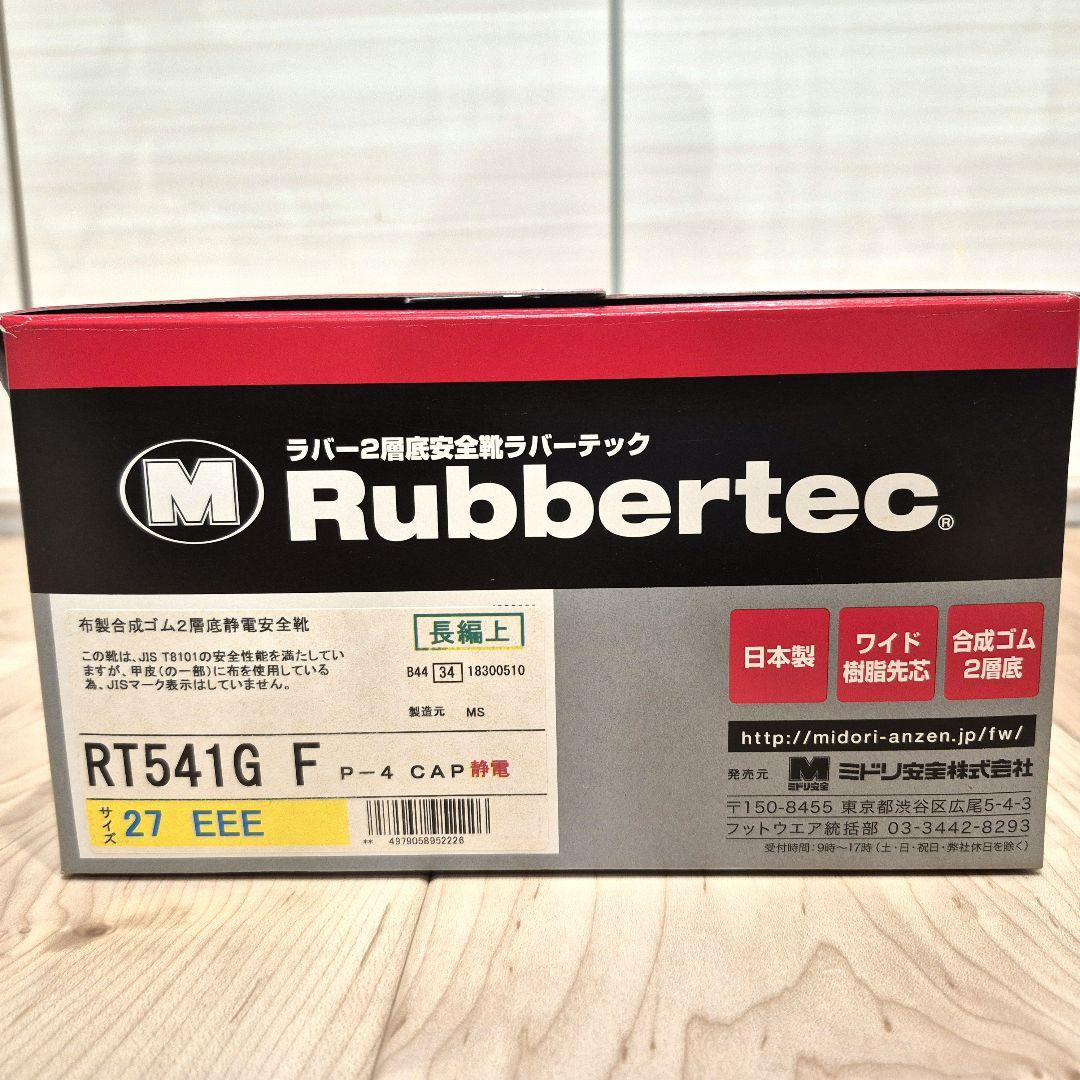 M
ラバー2層底安全靴ラバーテック
Rubbertec®
布製合成ゴム2層底静電安全靴
長編上
この靴は、JIS T8101の安全性能を満たしてい
ますが、甲皮(の一部)に布を使用している
為、JISマーク表示はしていません。
B44 34 18300510
製造元 MS
RT541G F P-4 CAP 静電
サイズ 27 EEE
** 4979058952226
日本製
ワイド
樹脂先芯
合成ゴム
2層底
http://midori-anzen.jp/fw/
発売元 M ミドリ安全 ミドリ安全株式会社
〒150-8455 東京都渋谷区広尾5-4-3
フットウエア統括部 03-3442-8293
受付時間:9時~17時(土・日・祝日・弊社休日を除く)